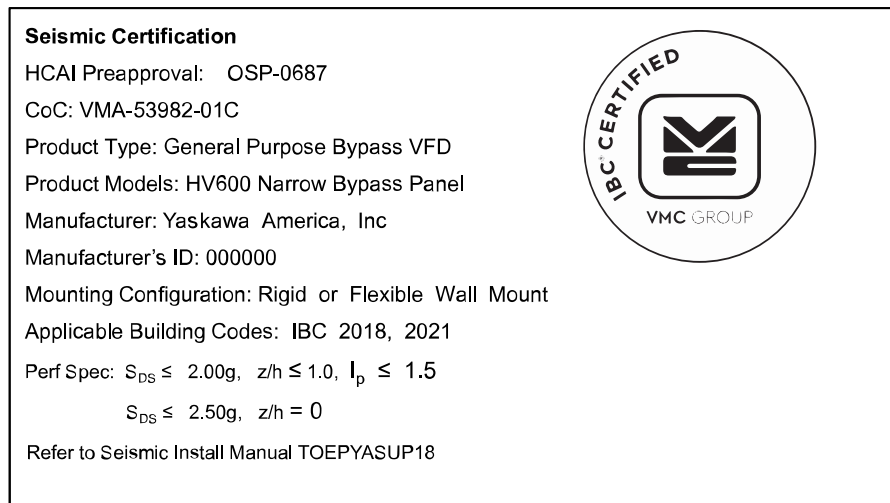 Seismic Certification
HCAI Preapproval: OSP-0687
CoC: VMA-53982-01C
Product Type: General Purpose Bypass VFD
Product Models: HV600 Narrow Bypass Panel
Manufacturer: Yaskawa America, Inc
Manufacturer's ID: 000000
Mounting Configuration: Rigid or Flexible Wall Mount
Applicable Building Codes: IBC 2018, 2021
Perf Spec: SDS ≤ 2.00g, z/h ≤ 1.0, Ip ≤ 1.5
SDS ≤ 2.50g, z/h = 0
Refer to Seismic Install Manual TOEPYASUP18
IBC® CERTIFIED
VMC
VMC GROUP